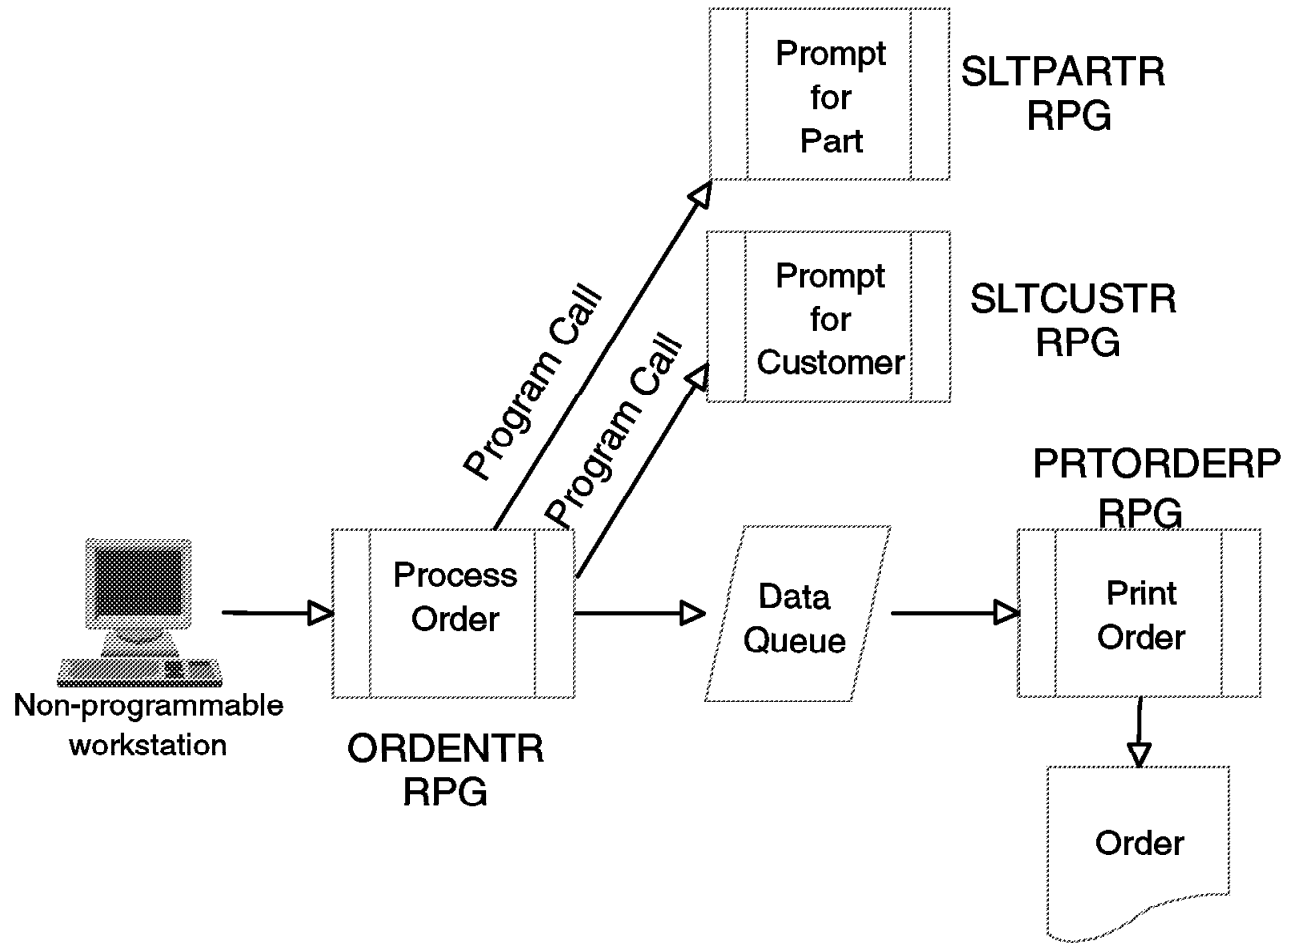 Prompt
for
Part
SLTPARTR
RPG
Prompt
for
Customer
SLTCUSTR
RPG
Program Call
Program Call
PRTORDERP
RPG
Process
Order
Data
Queue
Print
Order
Non-programmable
workstation
ORDENTR
RPG
Order